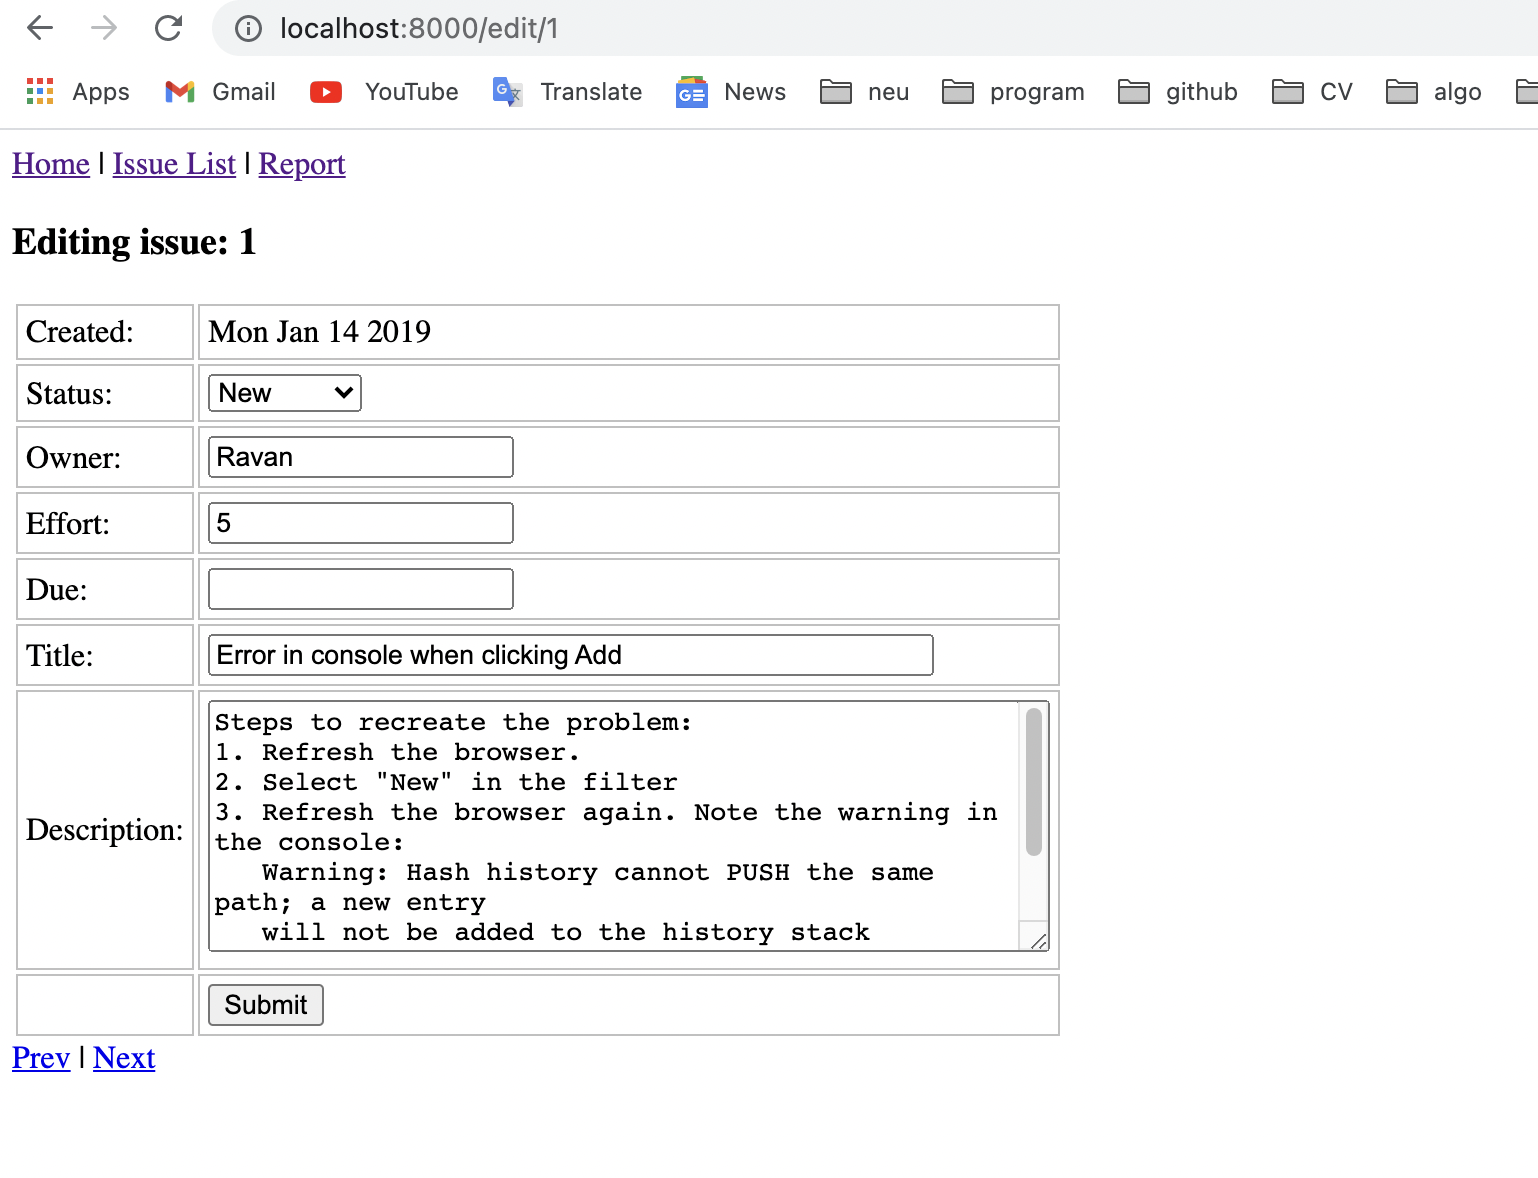 localhost:8000/edit/1
Apps Gmail YouTube Translate News neu program github CV algo
Home | Issue List | Report
Editing issue: 1
Created: Mon Jan 14 2019
Status: New
Owner: Ravan
Effort: 5
Due:
Title: Error in console when clicking Add
Description:
Steps to recreate the problem:
1. Refresh the browser.
2. Select "New" in the filter
3. Refresh the browser again. Note the warning in
the console:
Warning: Hash history cannot PUSH the same
path; a new entry
will not be added to the history stack
Submit
Prev | Next